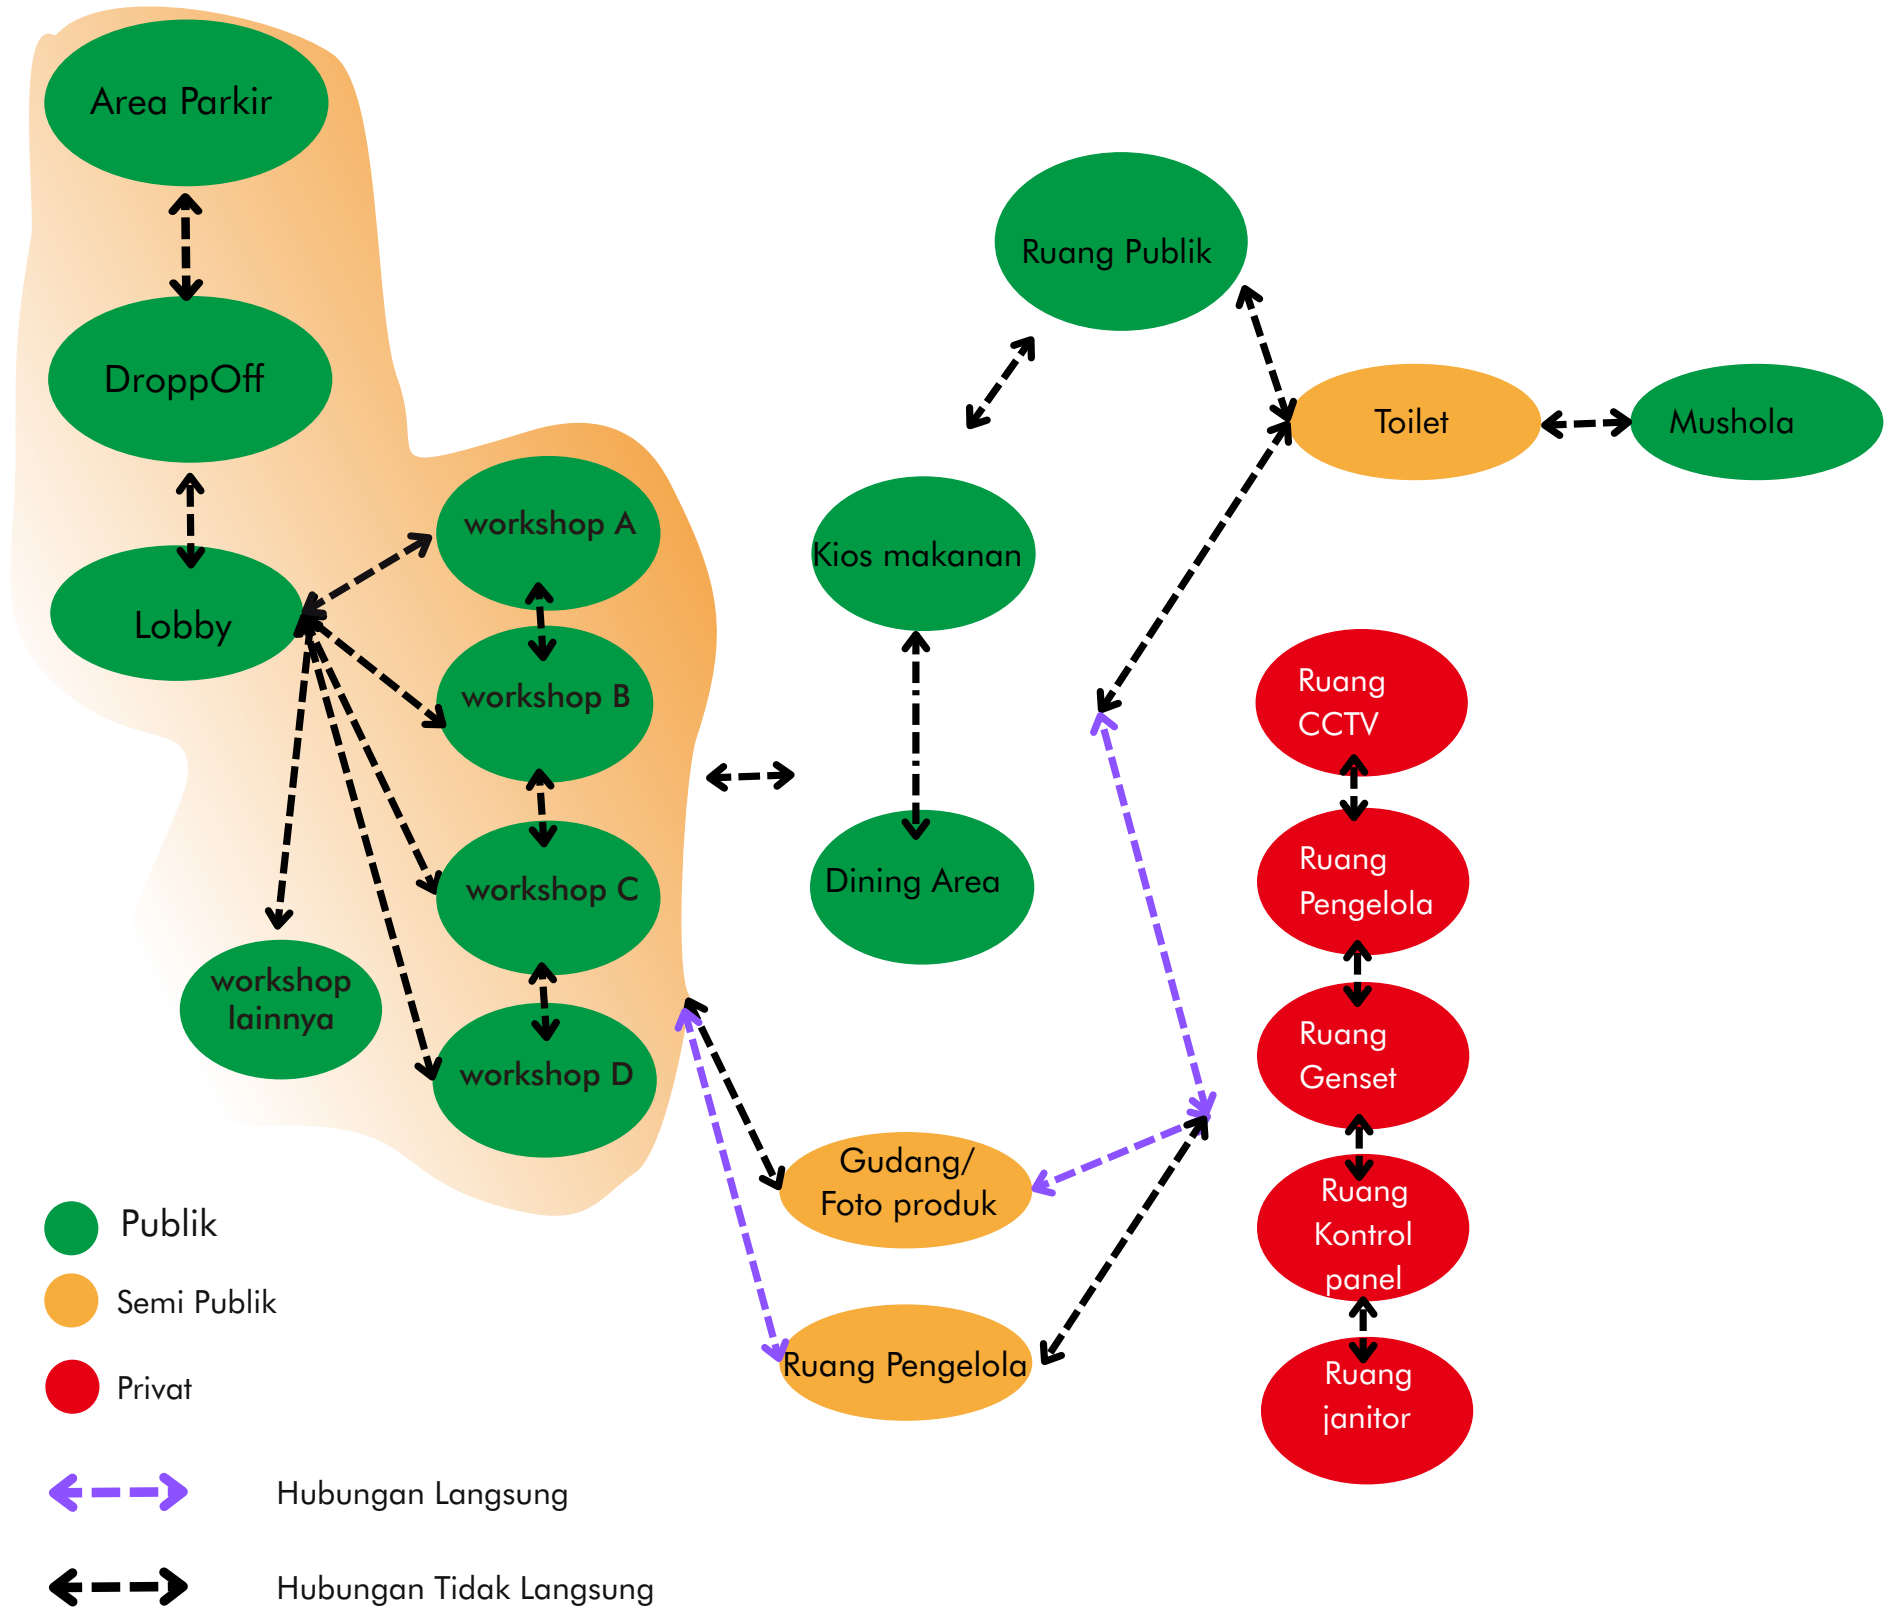 Area Parkir
DroppOff
Lobby
workshop A
workshop B
workshop C
workshop D
workshop
lainnya
Ruang Publik
Kios makanan
Dining Area
Toilet
Mushola
Gudang/
Foto produk
Ruang Pengelola
Ruang
CCTV
Ruang
Pengelola
Ruang
Genset
Ruang
Kontrol
panel
Ruang
janitor
Publik
Semi Publik
Privat
Hubungan Langsung
Hubungan Tidak Langsung